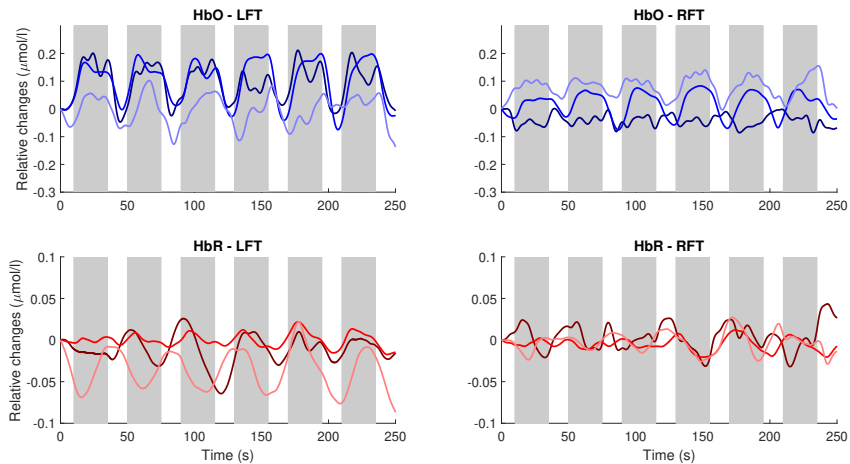 HbO - LFT
Relative changes (μmol/l)
0.2
0.1
0
-0.1
0.2
-0.3
0 50 100 150 200 250
HbO - RFT
0.2
0.1
0
-0.1
0.2
-0.3
0 50 100 150 200 250
HbR - LFT
Relative changes (μmol/l)
0.1
0.05
0
-0.05
-0.1
0 50 100 150 200 250
Time (s)
HbR - RFT
0.1
0.05
0
-0.05
-0.1
0 50 100 150 200 250
Time (s)